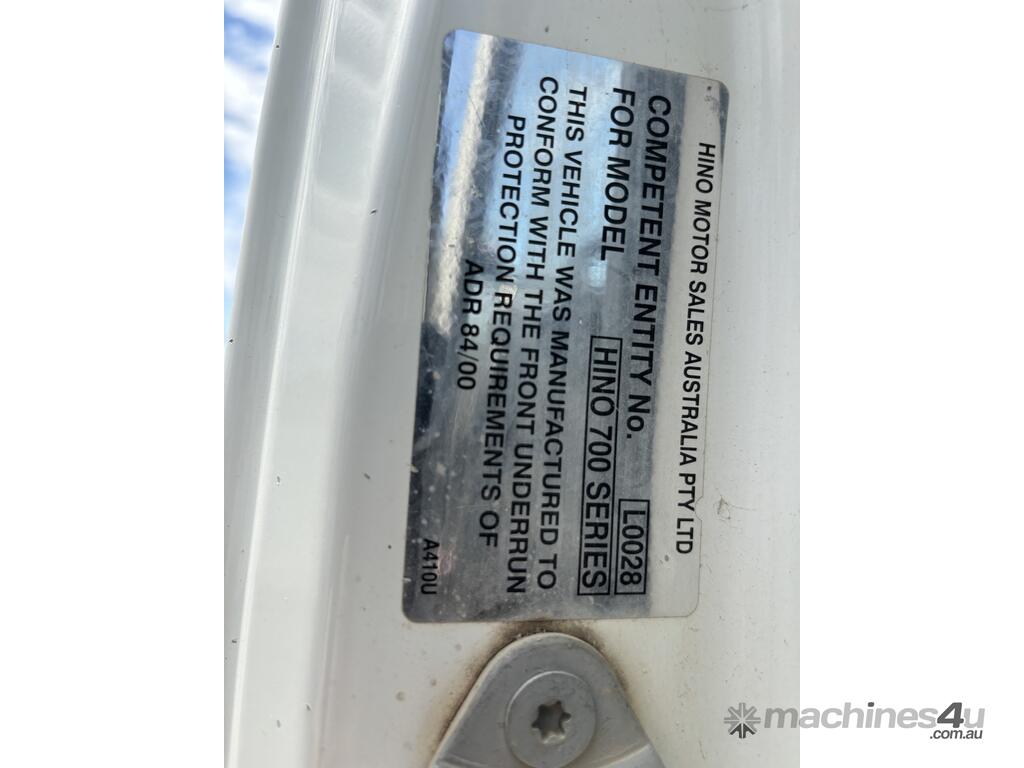 HINO MOTOR SALES AUSTRALIA PTY LTD
COMPETENT ENTITY No. L0028
FOR MODEL HINO 700 SERIES
THIS VEHICLE WAS MANUFACTURED TO
CONFORM WITH THE FRONT UNDERRUN
PROTECTION REQUIREMENTS OF
ADR 84/00
A410U
machines4u
.com.au